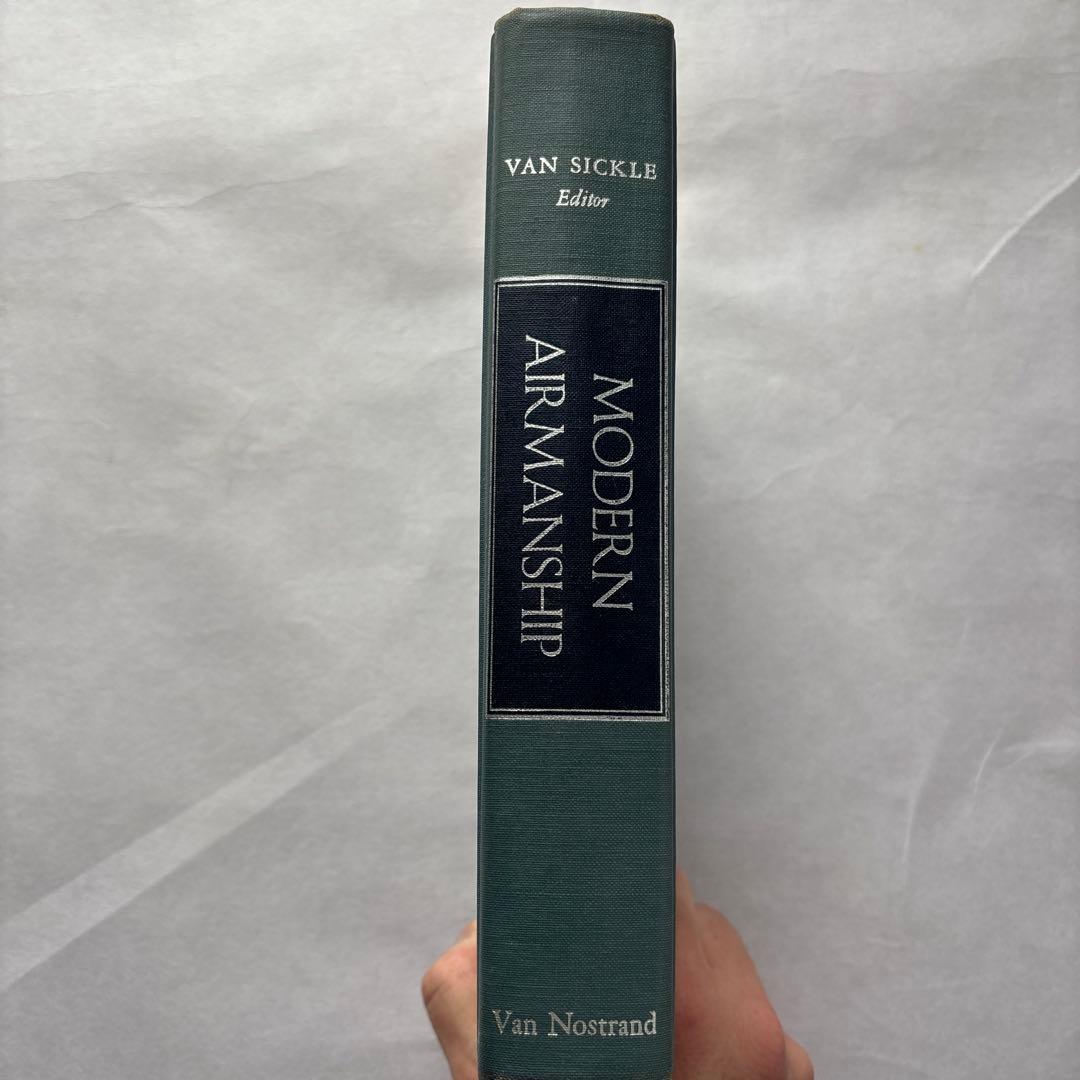 VAN SICKLE
Editor
MODERN
AIRMANSHIP
Van Nostrand